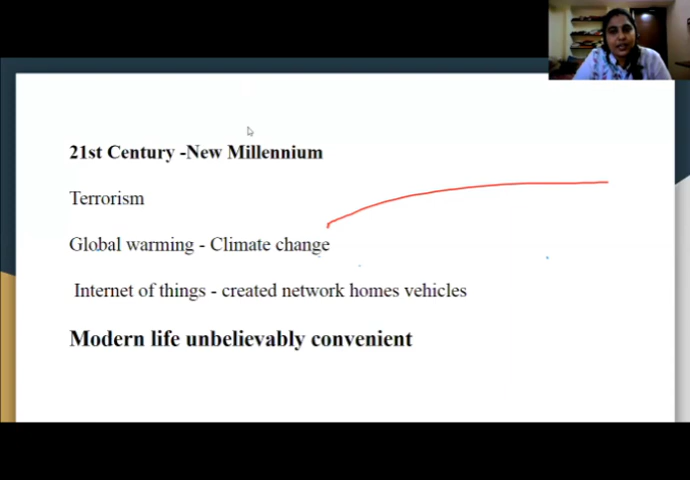 21st Century -New Millennium
Terrorism
Global warming - Climate change
Internet of things - created network homes vehicles
Modern life unbelievably convenient